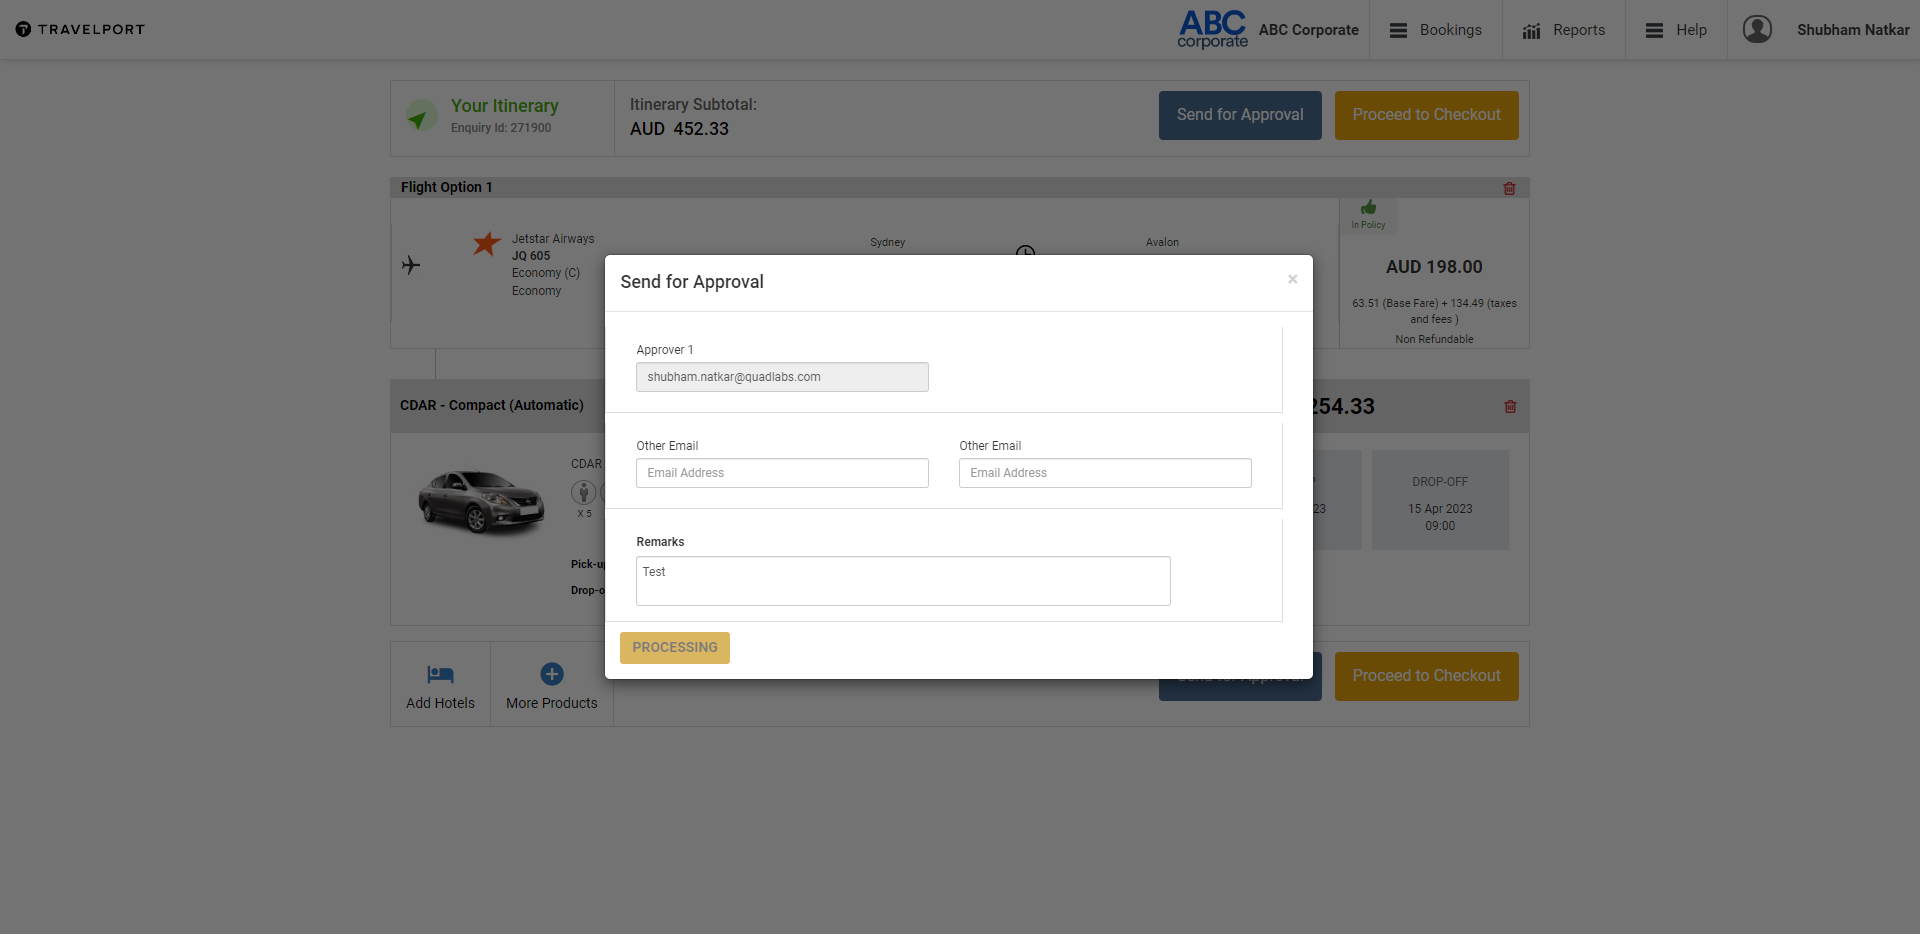 TRAVELPORT
ABC
corporate
ABC Corporate
Bookings
Reports
Help
Shubham Natkar
Your Itinerary
Enquiry Id: 271900
Itinerary Subtotal:
AUD 452.33
Send for Approval
Proceed to Checkout
Flight Option 1
Jetstar Airways
JQ 605
Economy (C)
Economy
Sydney
Avalon
In Policy
AUD 198.00
63.51 (Base Fare) + 134.49 (taxes
and fees )
Non Refundable
Send for Approval
×
Approver 1
shubham.natkar@quadlabs.com
Other Email
Email Address
Other Email
Email Address
Remarks
Test
PROCESSING
CDAR - Compact (Automatic)
254.33
CDAR
X 5
Pick-up
Drop-o
23
DROP-OFF
15 Apr 2023
09:00
Add Hotels
More Products
Send for Approval
Proceed to Checkout